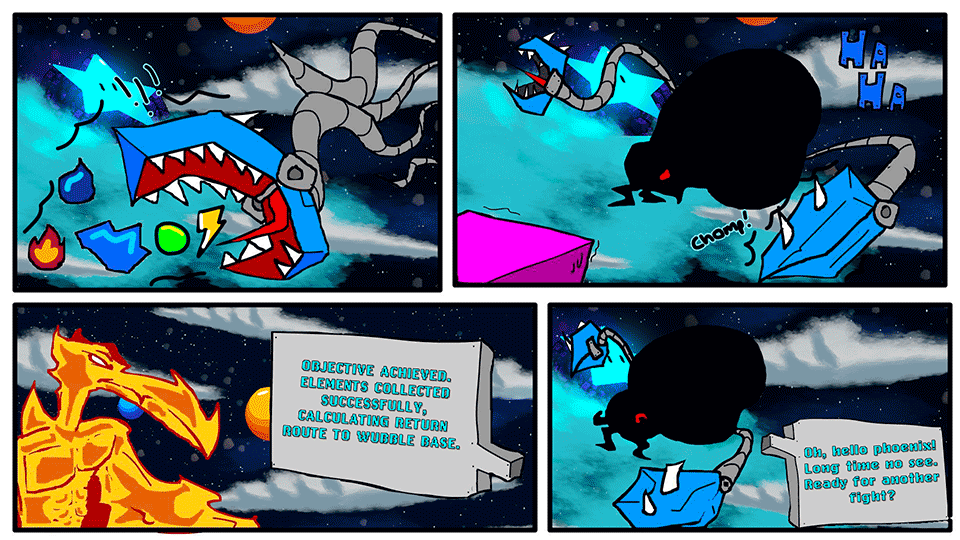 HA
HA
chomp!
OBJECTIVE ACHIEVED.
ELEMENTS COLLECTED
SUCCESSFULLY,
CALCULATING RETURN
ROUTE TO WUBBLE BASE.
Oh, hello phoenix!
Long time no see.
Ready for another
fight?